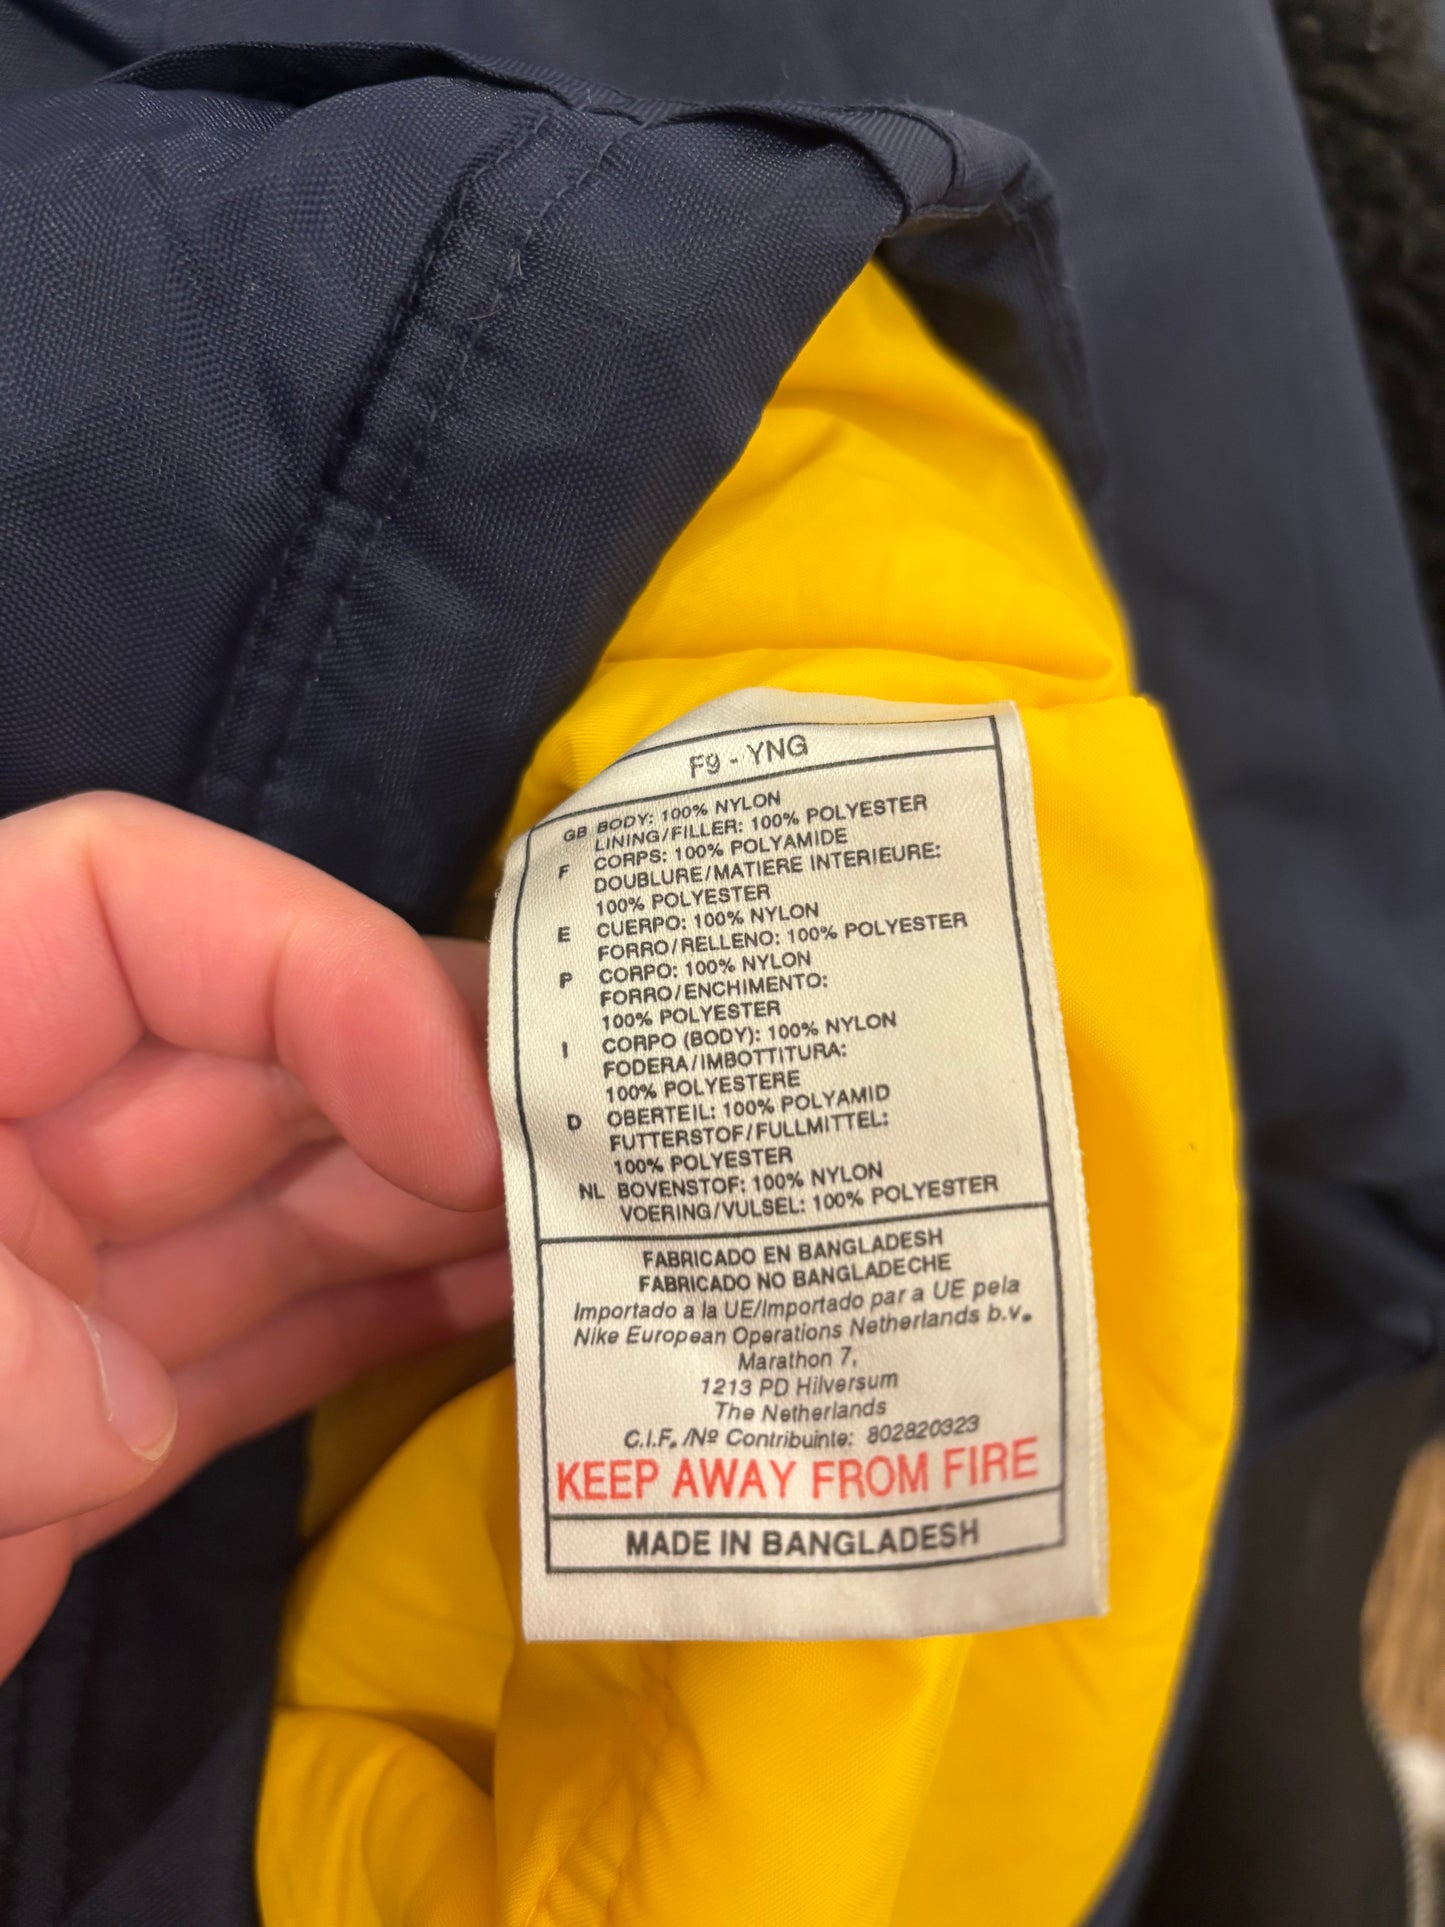 F9 - YNG
GB BODY: 100% NYLON
LINING/FILLER: 100% POLYESTER
F CORPS: 100% POLYAMIDE
DOUBLURE/MATIERE INTERIEURE:
100% POLYESTER
E CUERPO: 100% NYLON
FORRO/RELLENO: 100% POLYESTER
P CORPO: 100% NYLON
FORRO/ENCHIMENTO:
100% POLYESTER
I CORPO (BODY): 100% NYLON
FODERA/IMBOTTITURA:
100% POLYESTERE
D OBERTEIL: 100% POLYAMID
FUTTERSTOF/FULLMITTEL:
100% POLYESTER
NL BOVENSTOF: 100% NYLON
VOERING/VULSEL: 100% POLYESTER
FABRICADO EN BANGLADESH
FABRICADO NO BANGLADECHE
Importado a la UE/Importado par a UE pela
Nike European Operations Netherlands b.v.
Marathon 7,
1213 PD Hilversum
The Netherlands
C.I.F. /Nº Contribuinte: 802820323
KEEP AWAY FROM FIRE
MADE IN BANGLADESH